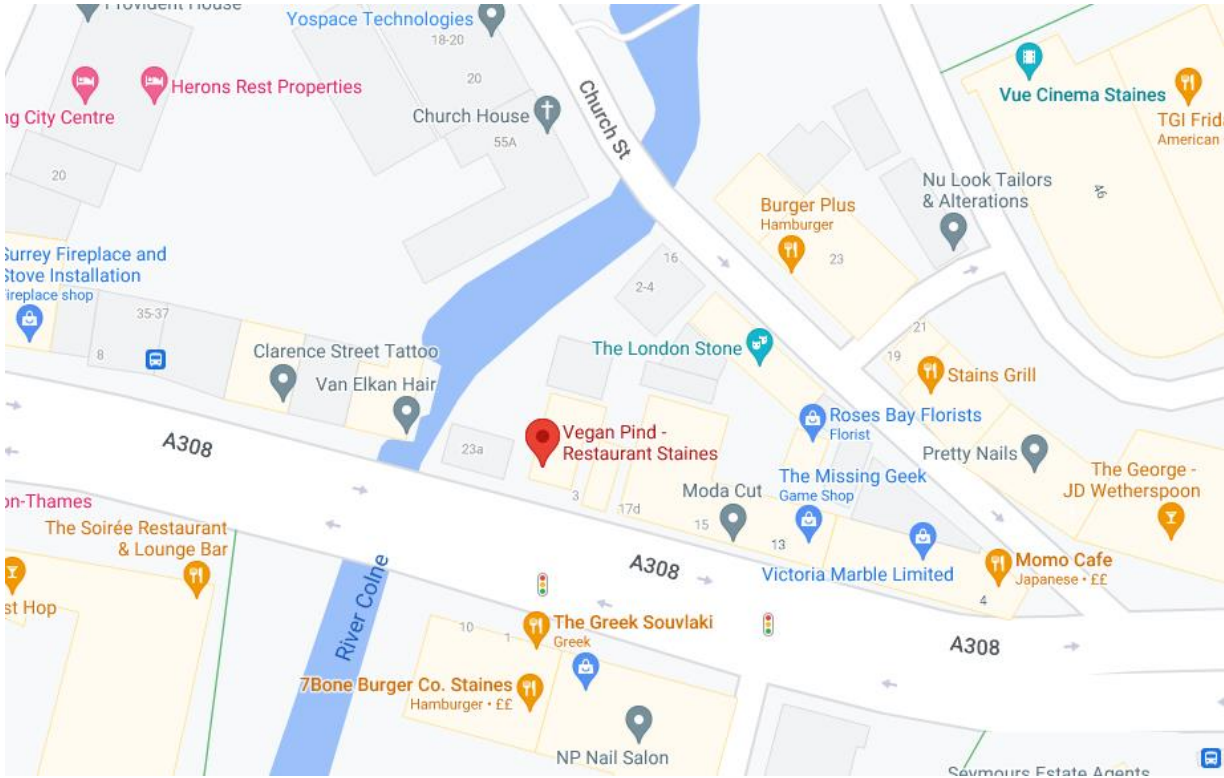 Provident House
Yospace Technologies
18-20
20
Herons Rest Properties
ng City Centre
Church House
55A
Church St
20
Vue Cinema Staines
TGI Frid
American
46
Nu Look Tailors
& Alterations
Burger Plus
Hamburger
23
Surrey Fireplace and
Stove Installation
Fireplace shop
35-37
8
16
2-4
Clarence Street Tattoo
Van Elkan Hair
The London Stone
21
19
Stains Grill
A308
23a
Vegan Pind -
Restaurant Staines
3
17d
Roses Bay Florists
Florist
Pretty Nails
The Missing Geek
Game Shop
Moda Cut
15
13
The George -
JD Wetherspoon
on-Thames
The Soirée Restaurant
& Lounge Bar
st Hop
River Colne
A308
Victoria Marble Limited
Momo Cafe
Japanese • ££
4
10
1
The Greek Souvlaki
Greek
A308
7Bone Burger Co. Staines
Hamburger • ££
NP Nail Salon
Seymours Estate Agents